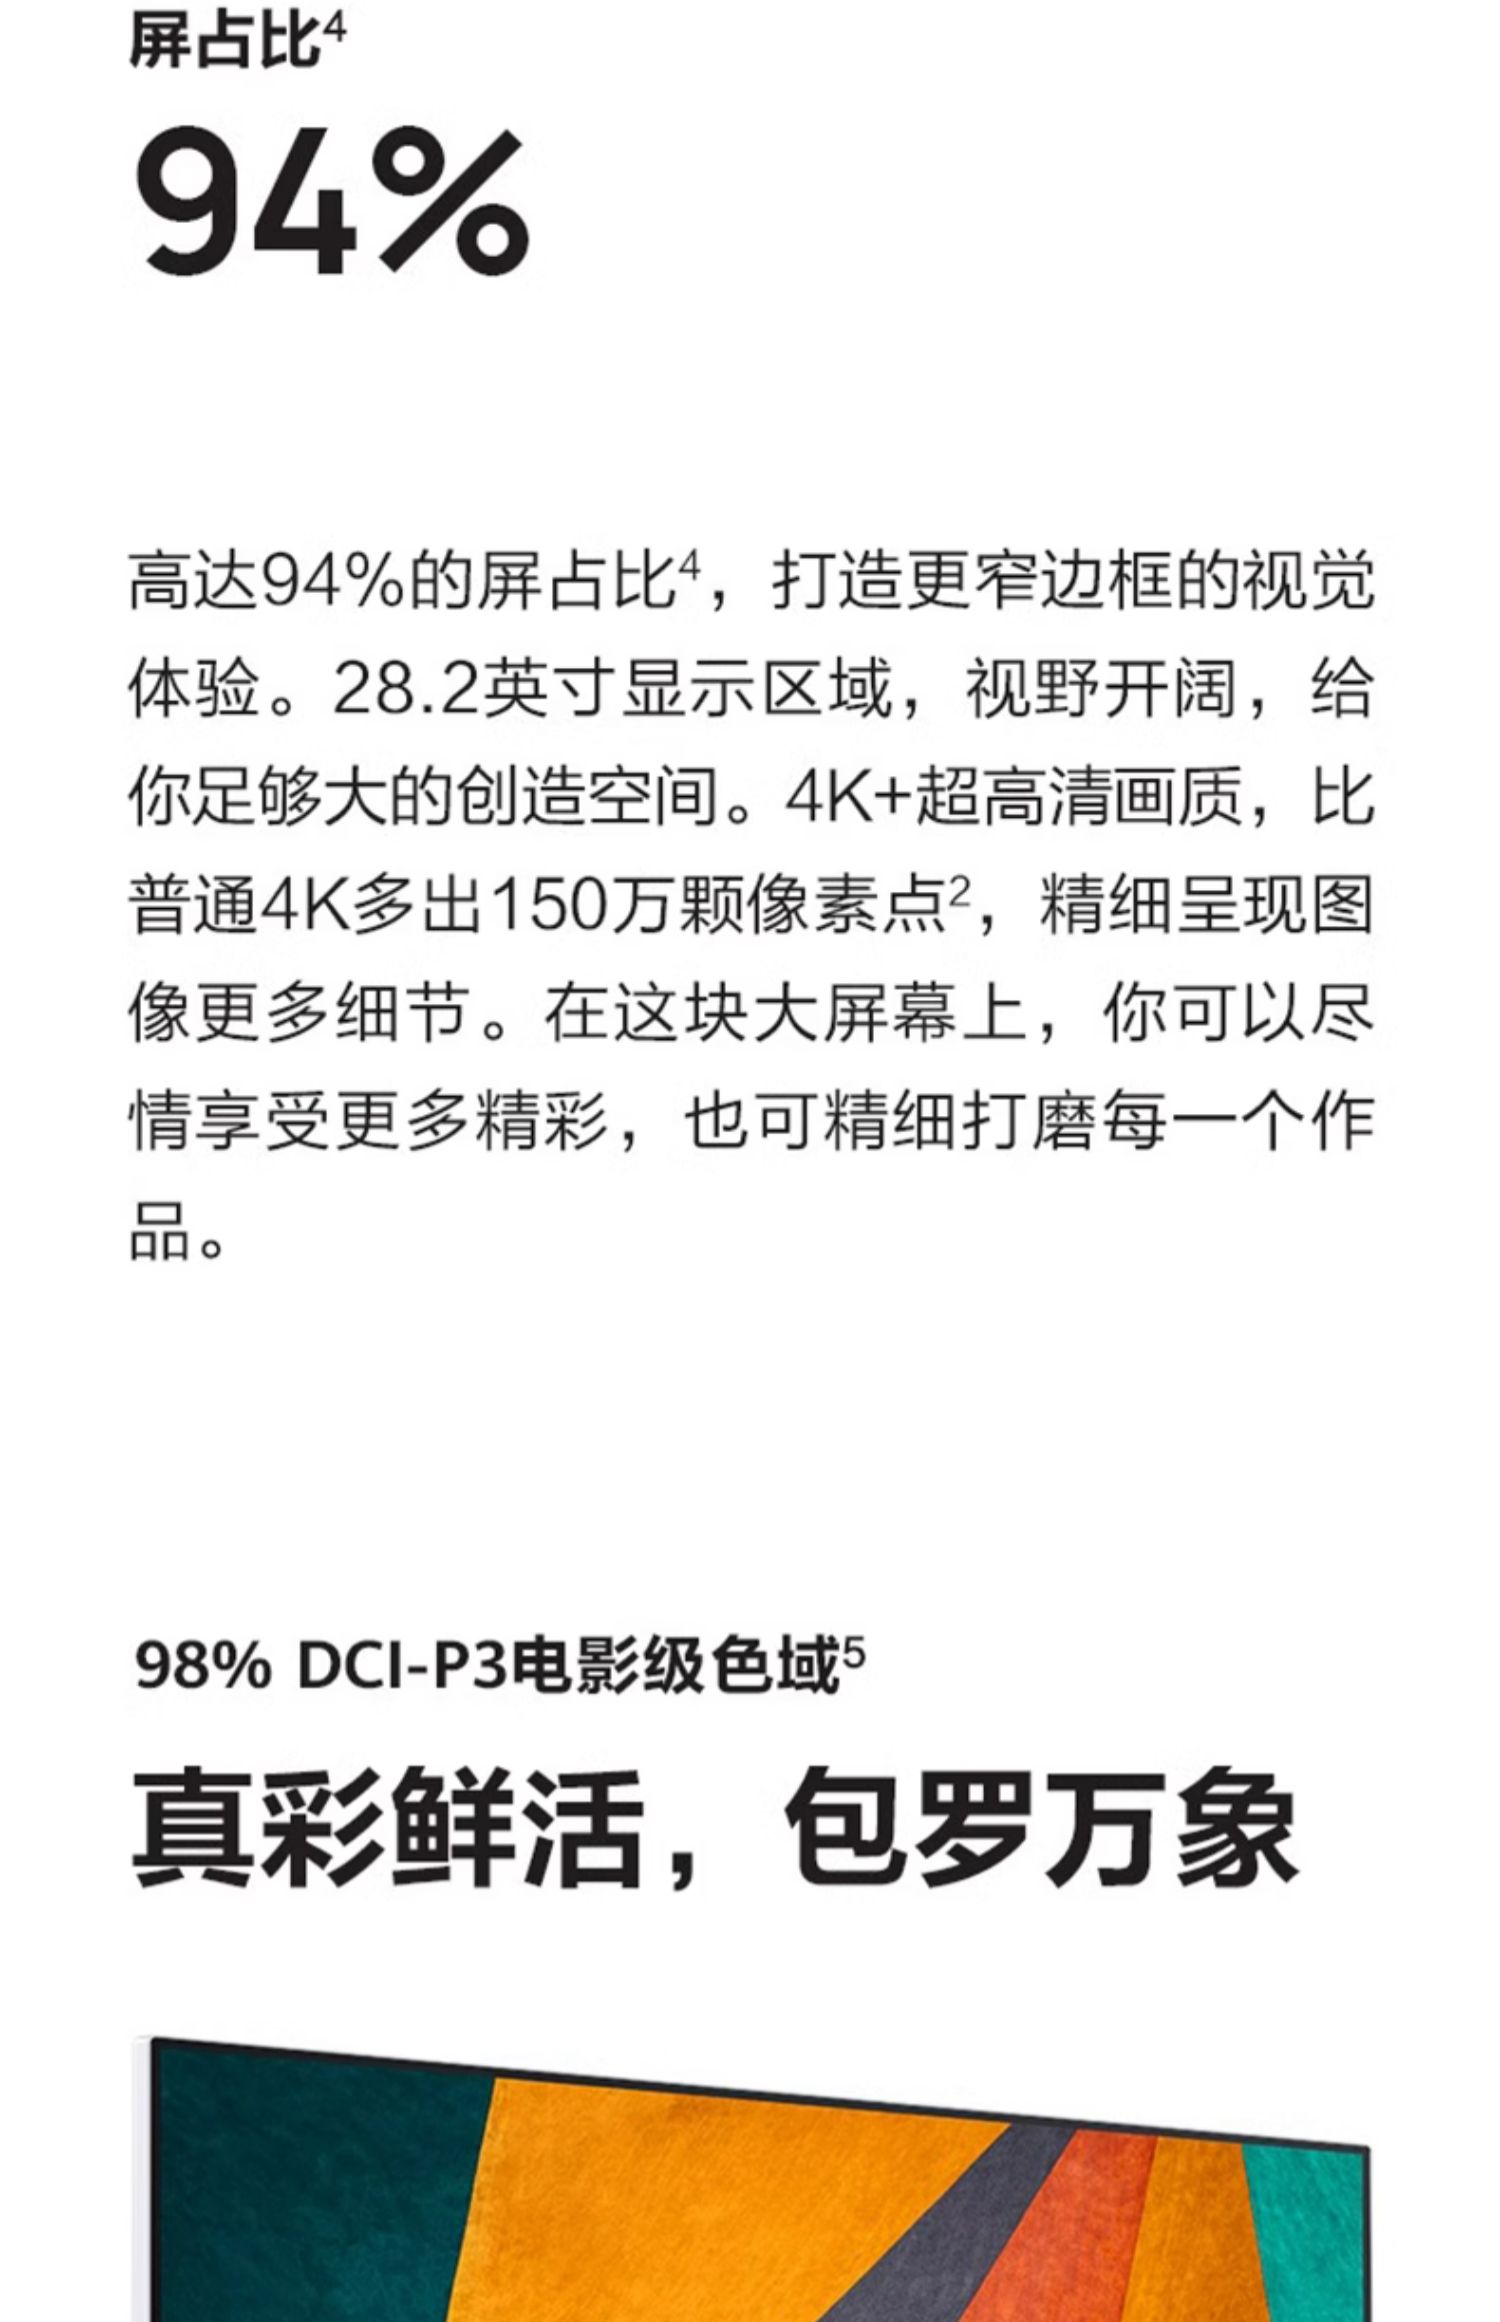 屏占比⁴
94%
高达94%的屏占比⁴，打造更窄边框的视觉
体验。28.2英寸显示区域，视野开阔，给
你足够大的创造空间。4K+超高清画质，比
普通4K多出150万颗像素点²，精细呈现图
像更多细节。在这块大屏幕上，你可以尽
情享受更多精彩，也可精细打磨每一个作
品。
98% DCI-P3电影级色域⁵
真彩鲜活，包罗万象